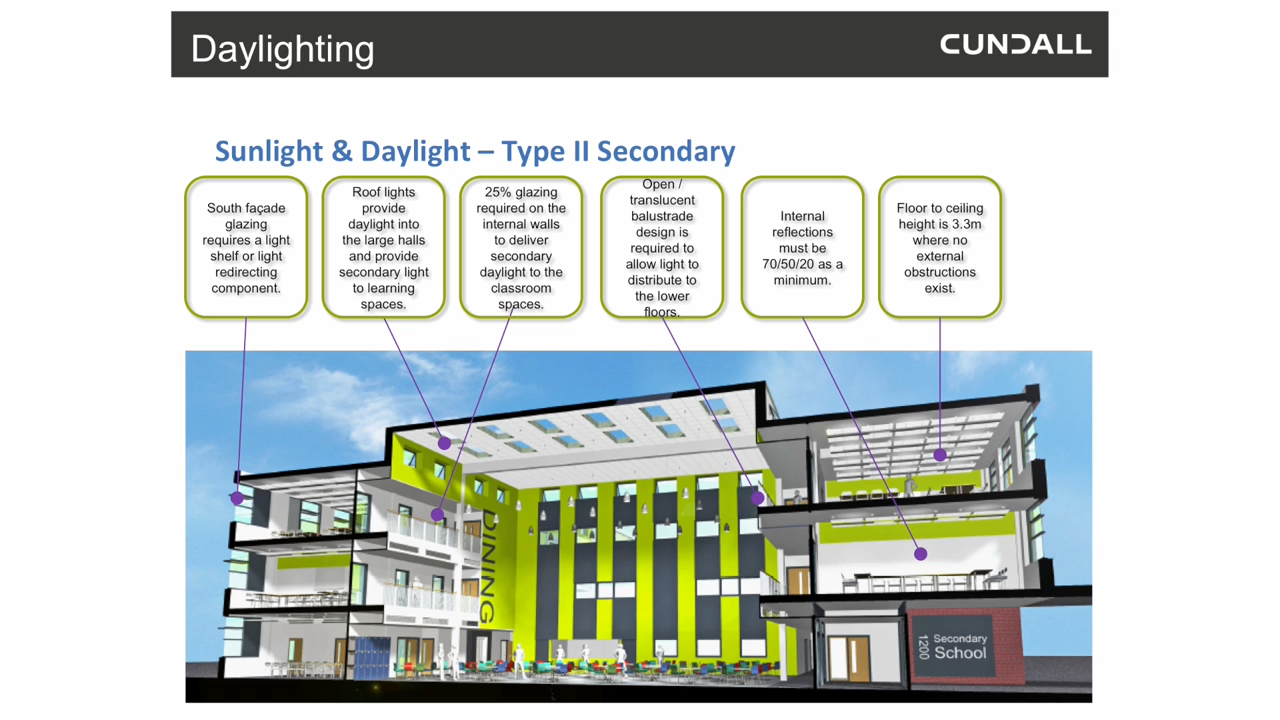 Daylighting
CUNDALL
Sunlight & Daylight – Type II Secondary
South façade
glazing
requires a light
shelf or light
redirecting
component.
Roof lights
provide
daylight into
the large halls
and provide
secondary light
to learning
spaces.
25% glazing
required on the
internal walls
to deliver
secondary
daylight to the
classroom
spaces.
Open /
translucent
balustrade
design is
required to
allow light to
distribute to
the lower
floors.
Internal
reflections
must be
70/50/20 as a
minimum.
Floor to ceiling
height is 3.3m
where no
external
obstructions
exist.
DINING
1200
Secondary
School